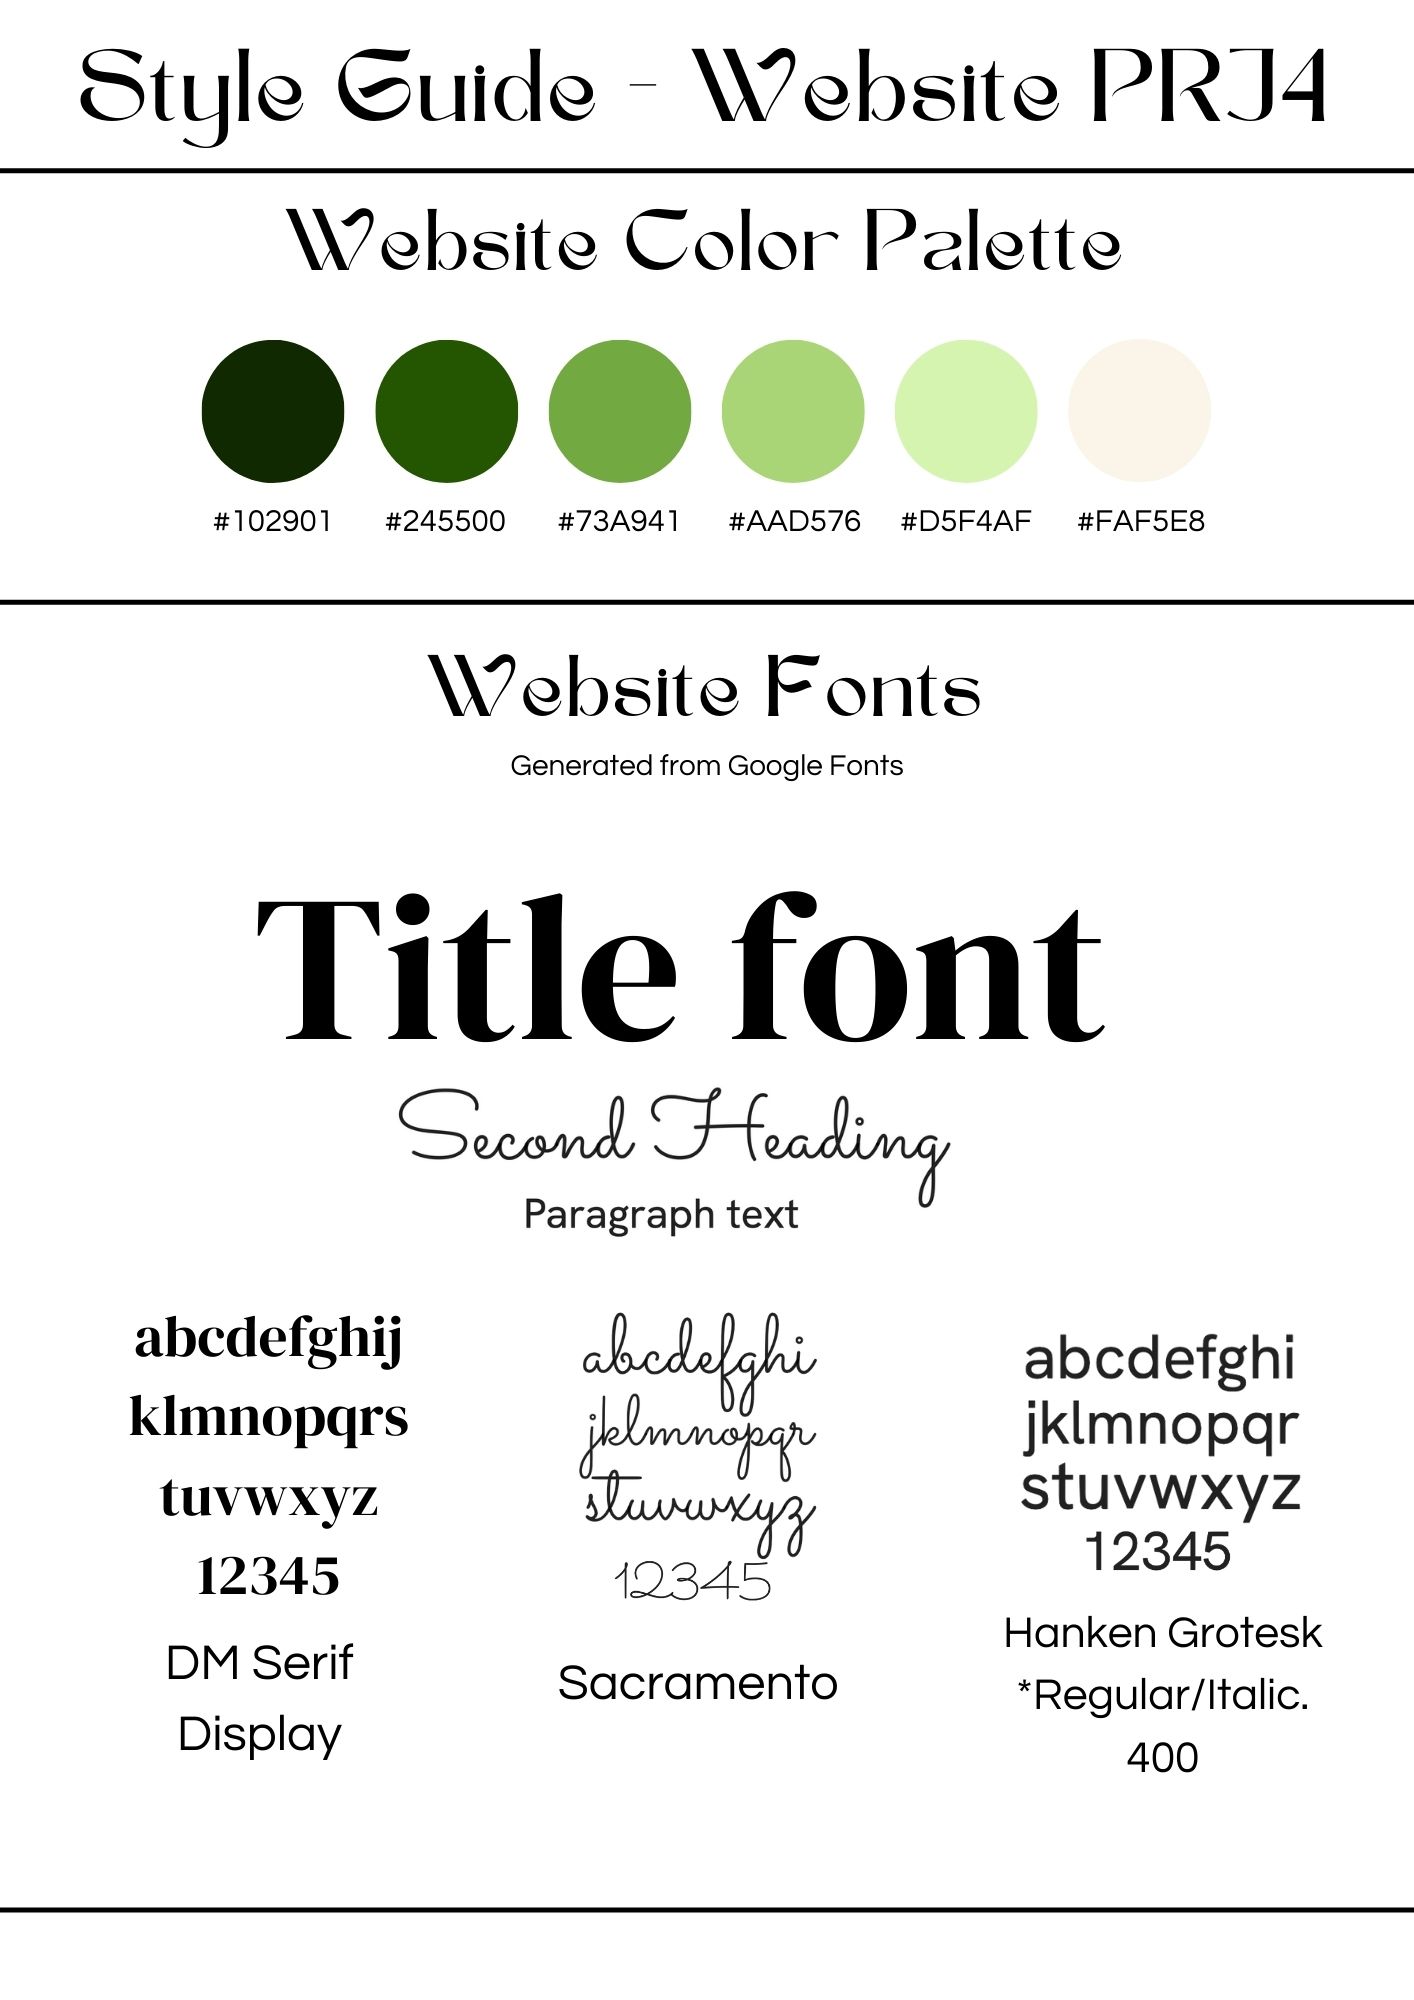 Style Guide - Website PRJ4
Website Color Palette
#102901 #245500 #73A941 #AAD576 #D5F4AF #FAF5E8
Website Fonts
Generated from Google Fonts
Title font
Second Heading
Paragraph text
abcdefghij
klmnopqrs
tuvwxyz
12345
DM Serif
Display
abcdefghi
jklmnopqr
stuvwxyz
12345
Sacramento
abcdefghi
jklmnopqr
stuvwxyz
12345
Hanken Grotesk
*Regular/Italic.
400